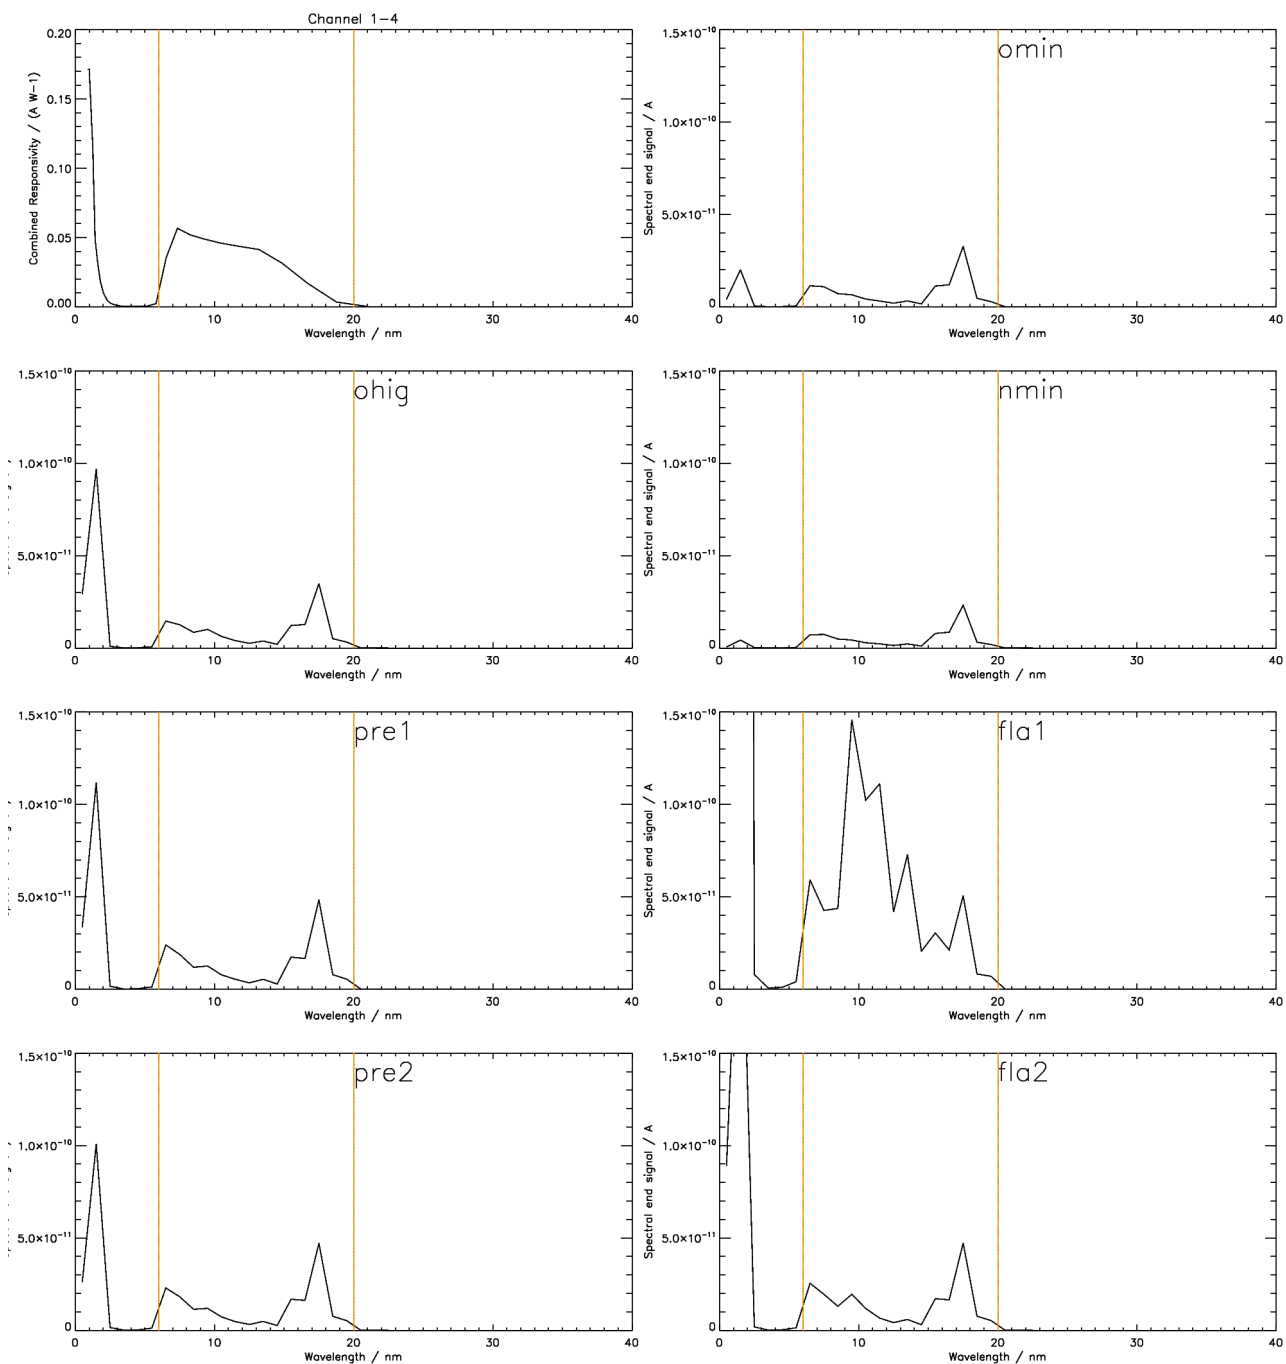 Channel 1-4
Combined Responsivity / (A W-1)
0.20
0.15
0.10
0.05
0.00
0 10 20 30 40
Wavelength / nm
omin
Spectral end signal / A
1.5×10⁻¹⁰
1.0×10⁻¹⁰
5.0×10⁻¹¹
0
0 10 20 30 40
Wavelength / nm
ohig
1.5×10⁻¹⁰
1.0×10⁻¹⁰
5.0×10⁻¹¹
0
0 10 20 30 40
Wavelength / nm
nmin
Spectral end signal / A
1.5×10⁻¹⁰
1.0×10⁻¹⁰
5.0×10⁻¹¹
0
0 10 20 30 40
Wavelength / nm
pre1
1.5×10⁻¹⁰
1.0×10⁻¹⁰
5.0×10⁻¹¹
0
0 10 20 30 40
Wavelength / nm
fla1
Spectral end signal / A
1.5×10⁻¹⁰
1.0×10⁻¹⁰
5.0×10⁻¹¹
0
0 10 20 30 40
Wavelength / nm
pre2
1.5×10⁻¹⁰
1.0×10⁻¹⁰
5.0×10⁻¹¹
0
0 10 20 30 40
Wavelength / nm
fla2
Spectral end signal / A
1.5×10⁻¹⁰
1.0×10⁻¹⁰
5.0×10⁻¹¹
0
0 10 20 30 40
Wavelength / nm